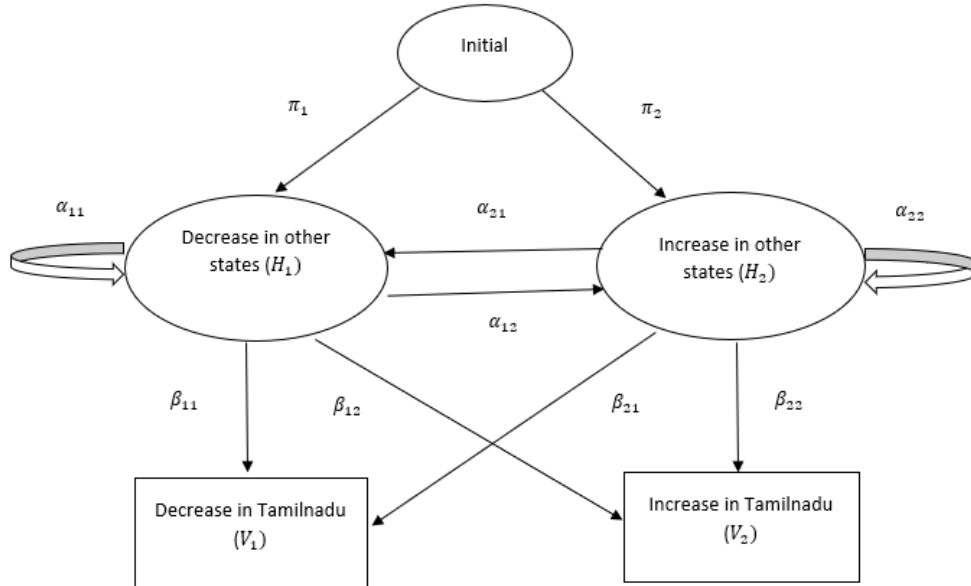 Initial
π₁
π₂
α₁₁
Decrease in other
states (H₁)
α₂₁
Increase in other
states (H₂)
α₂₂
α₁₂
β₁₁
β₁₂
β₂₁
β₂₂
Decrease in Tamilnadu
(V₁)
Increase in Tamilnadu
(V₂)